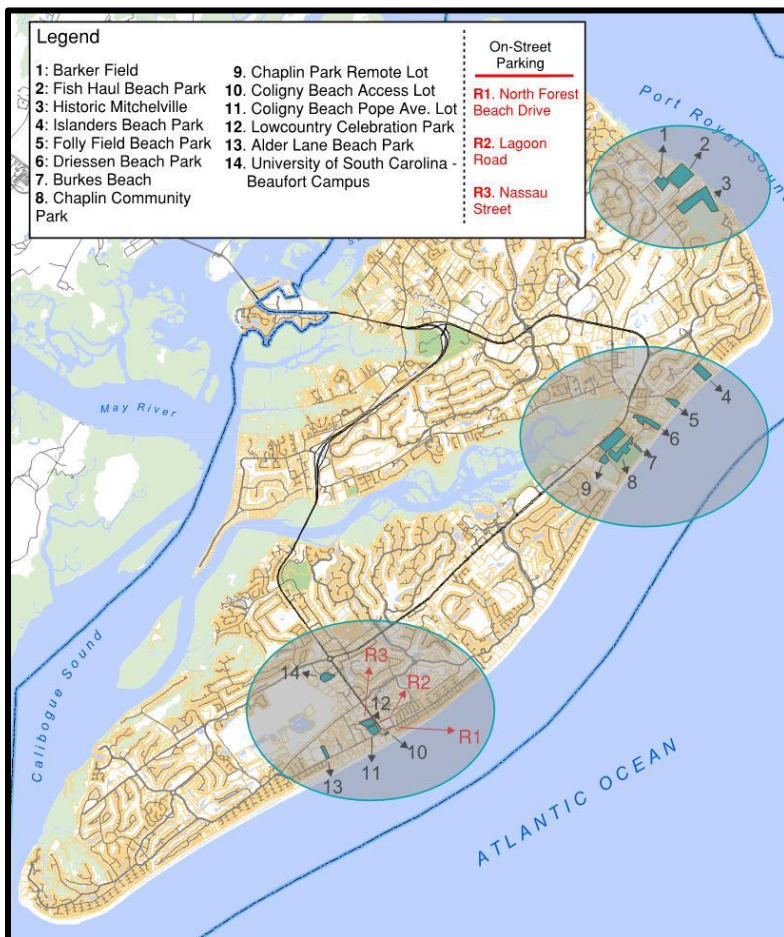 Legend
1: Barker Field
2: Fish Haul Beach Park
3: Historic Mitchelville
4: Islanders Beach Park
5: Folly Field Beach Park
6: Driessen Beach Park
7: Burkes Beach
8: Chaplin Community
Park
9. Chaplin Park Remote Lot
10. Coligny Beach Access Lot
11. Coligny Beach Pope Ave. Lot
12. Lowcountry Celebration Park
13. Alder Lane Beach Park
14. University of South Carolina -
Beaufort Campus
On-Street
Parking
R1. North Forest
Beach Drive
R2. Lagoon
Road
R3. Nassau
Street
Port Royal Sound
1
2
3
May River
4
5
6
7
8
9
Calibogue Sound
14
R3
R2
12
R1
10
11
13
ATLANTIC OCEAN